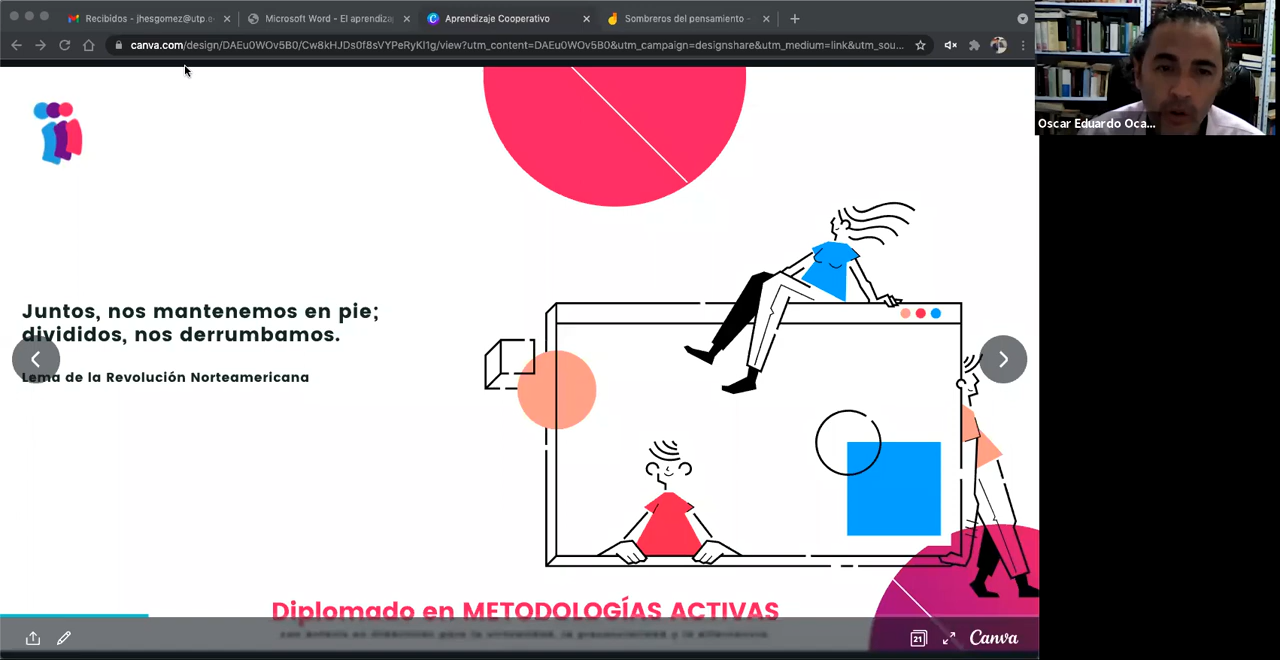 Recibidos - jhesgomez@utp.e
Microsoft Word - El aprendiza
Aprendizaje Cooperativo
Sombreros del pensamiento -
canva.com/design/DAEu0WOv5B0/Cw8kHJDs0f8sVYPeRyKl1g/view?utm_content=DAEu0WOv5B0&utm_campaign=designshare&utm_medium=link&utm_sou...
Oscar Eduardo Oca...
Juntos, nos mantenemos en pie;
divididos, nos derrumbamos.
Lema de la Revolución Norteamericana
Diplomado en METODOLOGÍAS ACTIVAS
21
Canva